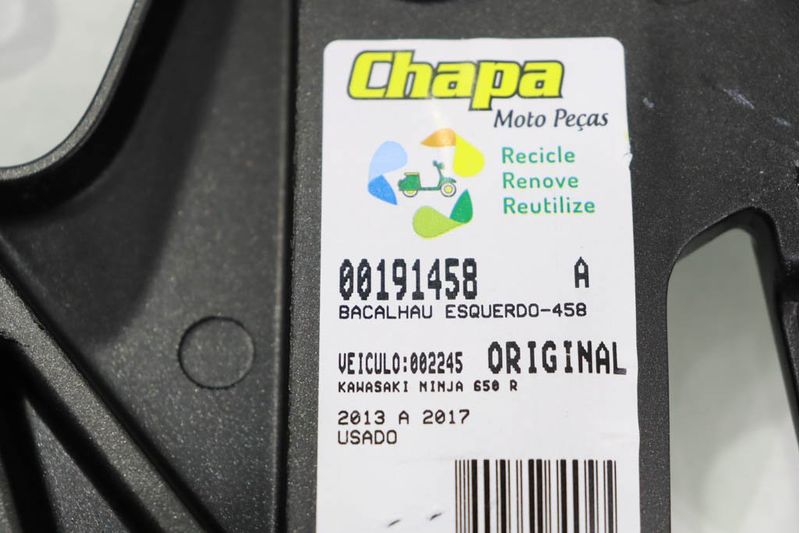 Chapa
Moto Peças
Recicle
Renove
Reutilize
00191458 A
BACALHAU ESQUERDO-458
VEICULO:002245 ORIGINAL
KAWASAKI NINJA 650 R
2013 A 2017
USADO